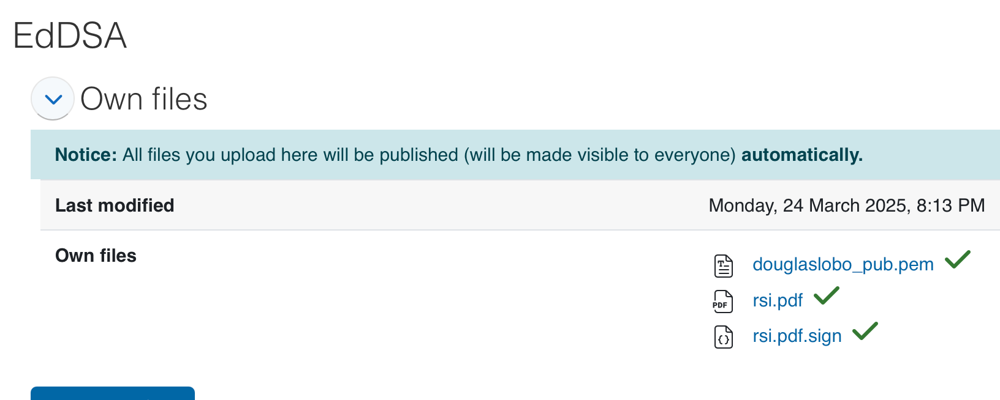 EdDSA
Own files
Notice: All files you upload here will be published (will be made visible to everyone) automatically.
Last modified Monday, 24 March 2025, 8:13 PM
Own files
douglaslobo_pub.pem
rsi.pdf
PDF
rsi.pdf.sign